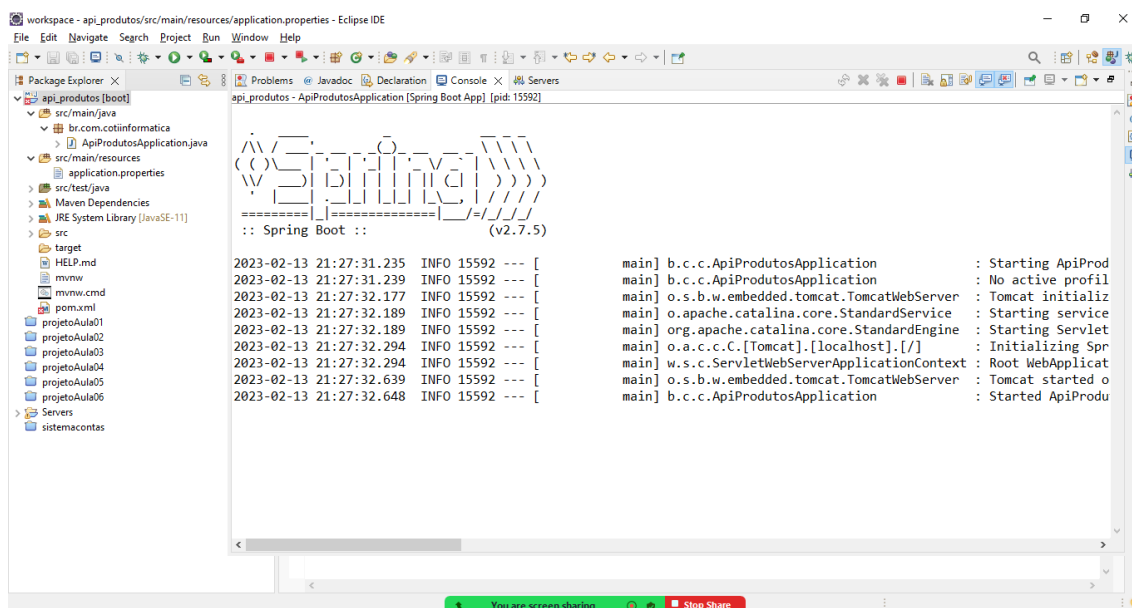 workspace - api_produtos/src/main/resources/application.properties - Eclipse IDE
File Edit Navigate Search Project Run Window Help
Package Explorer
Problems Javadoc Declaration Console Servers
api_produtos [boot]
src/main/java
br.com.cotiinformatica
ApiProdutosApplication.java
src/main/resources
application.properties
src/test/java
Maven Dependencies
JRE System Library [JavaSE-11]
src
target
HELP.md
mvnw
mvnw.cmd
pom.xml
projetoAula01
projetoAula02
projetoAula03
projetoAula04
projetoAula05
projetoAula06
Servers
sistemacontas
api_produtos - ApiProdutosApplication [Spring Boot App] [pid: 15592]
Spring
:: Spring Boot :: (v2.7.5)
2023-02-13 21:27:31.235 INFO 15592 --- [ main] b.c.c.ApiProdutosApplication : Starting ApiProd
2023-02-13 21:27:31.239 INFO 15592 --- [ main] b.c.c.ApiProdutosApplication : No active profil
2023-02-13 21:27:32.177 INFO 15592 --- [ main] o.s.b.w.embedded.tomcat.TomcatWebServer : Tomcat initializ
2023-02-13 21:27:32.189 INFO 15592 --- [ main] o.apache.catalina.core.StandardService : Starting service
2023-02-13 21:27:32.189 INFO 15592 --- [ main] org.apache.catalina.core.StandardEngine : Starting Servlet
2023-02-13 21:27:32.294 INFO 15592 --- [ main] o.a.c.c.C.[Tomcat].[localhost].[/] : Initializing Spr
2023-02-13 21:27:32.294 INFO 15592 --- [ main] w.s.c.ServletWebServerApplicationContext : Root WebApplicat
2023-02-13 21:27:32.639 INFO 15592 --- [ main] o.s.b.w.embedded.tomcat.TomcatWebServer : Tomcat started o
2023-02-13 21:27:32.648 INFO 15592 --- [ main] b.c.c.ApiProdutosApplication : Started ApiProdu
You are screen sharing Stop Share